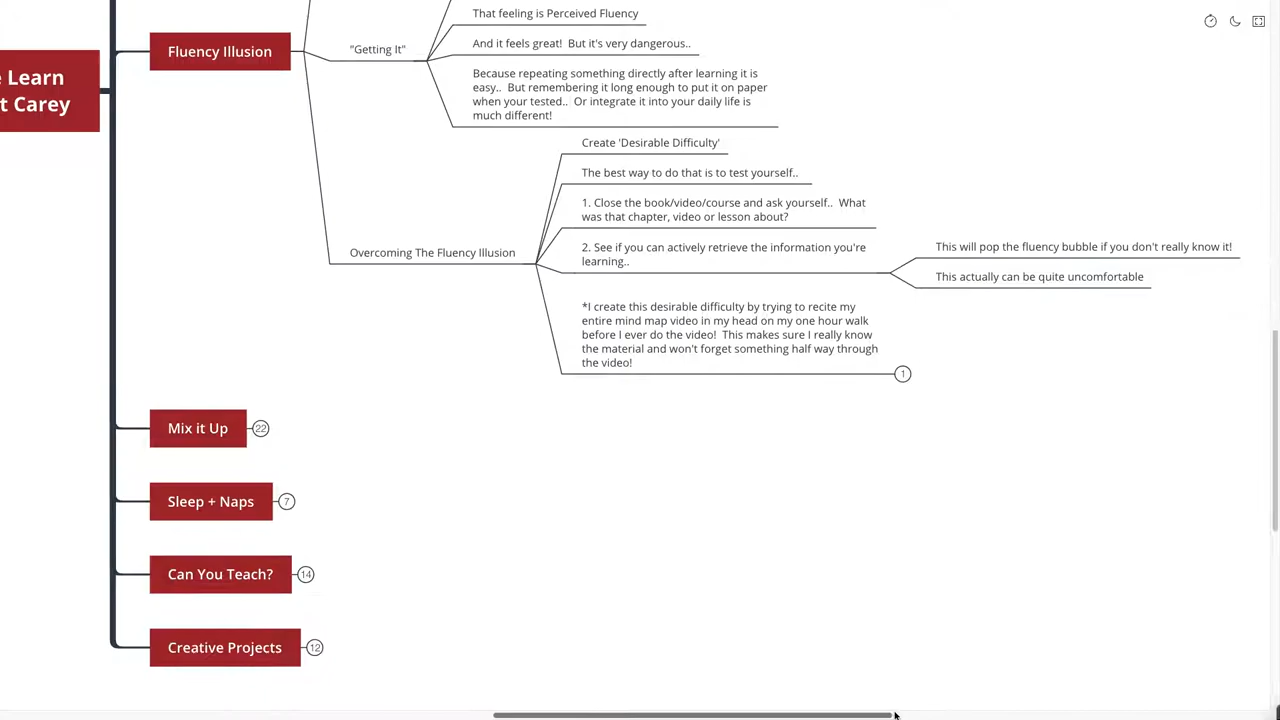 e Learn
t Carey
Fluency Illusion
"Getting It"
That feeling is Perceived Fluency
And it feels great!  But it's very dangerous..
Because repeating something directly after learning it is
easy..  But remembering it long enough to put it on paper
when your tested..  Or integrate it into your daily life is
much different!
Overcoming The Fluency Illusion
Create 'Desirable Difficulty'
The best way to do that is to test yourself..
1. Close the book/video/course and ask yourself..  What
was that chapter, video or lesson about?
2. See if you can actively retrieve the information you're
learning..
This will pop the fluency bubble if you don't really know it!
This actually can be quite uncomfortable
*I create this desirable difficulty by trying to recite my
entire mind map video in my head on my one hour walk
before I ever do the video!  This makes sure I really know
the material and won't forget something half way through
the video!
1
Mix it Up
22
Sleep + Naps
7
Can You Teach?
14
Creative Projects
12